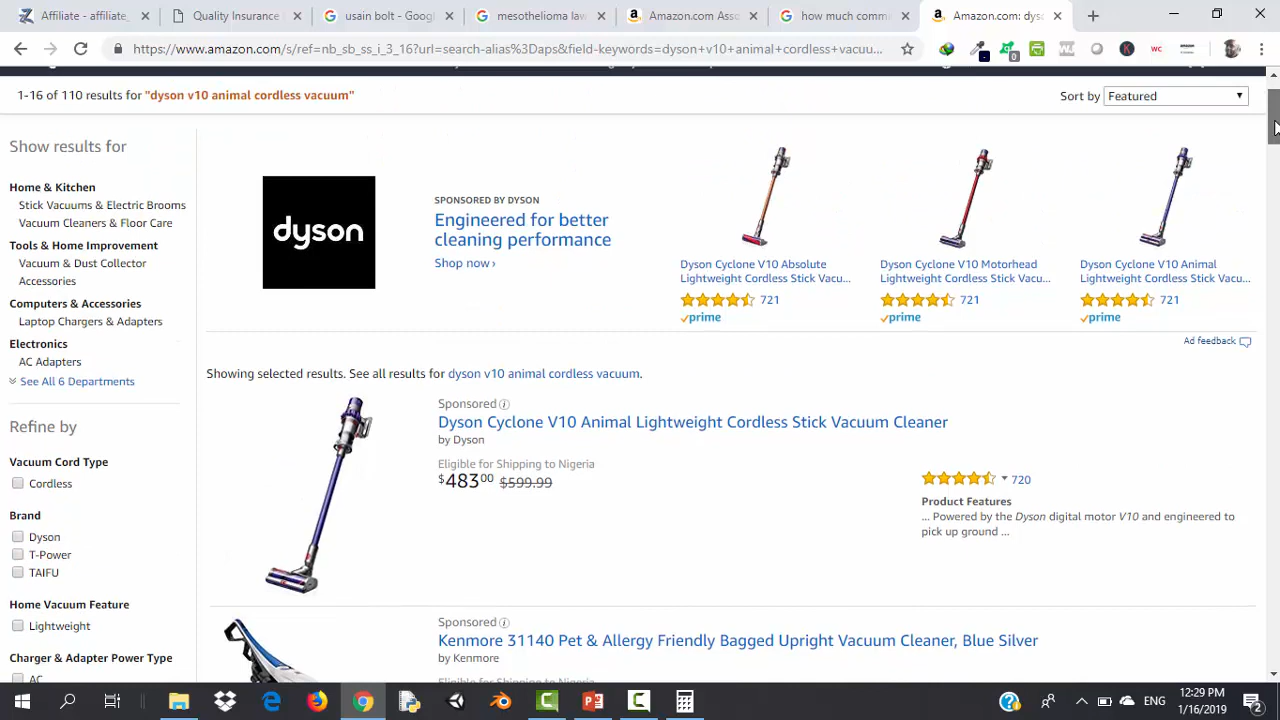 Affiliate - affiliate_
Quality Insurance
usain bolt - Goog
mesothelioma law
Amazon.com Asso
how much comm
Amazon.com: dyso
https://www.amazon.com/s/ref=nb_sb_ss_i_3_16?url=search-alias%3Daps&field-keywords=dyson+v10+animal+cordless+vacuu...
1-16 of 110 results for "dyson v10 animal cordless vacuum"
Sort by Featured
Show results for
Home & Kitchen
Stick Vacuums & Electric Brooms
Vacuum Cleaners & Floor Care
Tools & Home Improvement
Vacuum & Dust Collector
Accessories
Computers & Accessories
Laptop Chargers & Adapters
Electronics
AC Adapters
See All 6 Departments
Refine by
Vacuum Cord Type
Cordless
Brand
Dyson
T-Power
TAIFU
Home Vacuum Feature
Lightweight
Charger & Adapter Power Type
AC
dyson
SPONSORED BY DYSON
Engineered for better
cleaning performance
Shop now ›
Dyson Cyclone V10 Absolute
Lightweight Cordless Stick Vacu...
721
prime
Dyson Cyclone V10 Motorhead
Lightweight Cordless Stick Vacu...
721
prime
Dyson Cyclone V10 Animal
Lightweight Cordless Stick Vacu...
721
prime
Ad feedback
Showing selected results. See all results for dyson v10 animal cordless vacuum.
Sponsored
Dyson Cyclone V10 Animal Lightweight Cordless Stick Vacuum Cleaner
by Dyson
Eligible for Shipping to Nigeria
$483 00 $599.99
720
Product Features
... Powered by the Dyson digital motor V10 and engineered to
pick up ground ...
Sponsored
Kenmore 31140 Pet & Allergy Friendly Bagged Upright Vacuum Cleaner, Blue Silver
by Kenmore
ENG
12:29 PM
1/16/2019
2